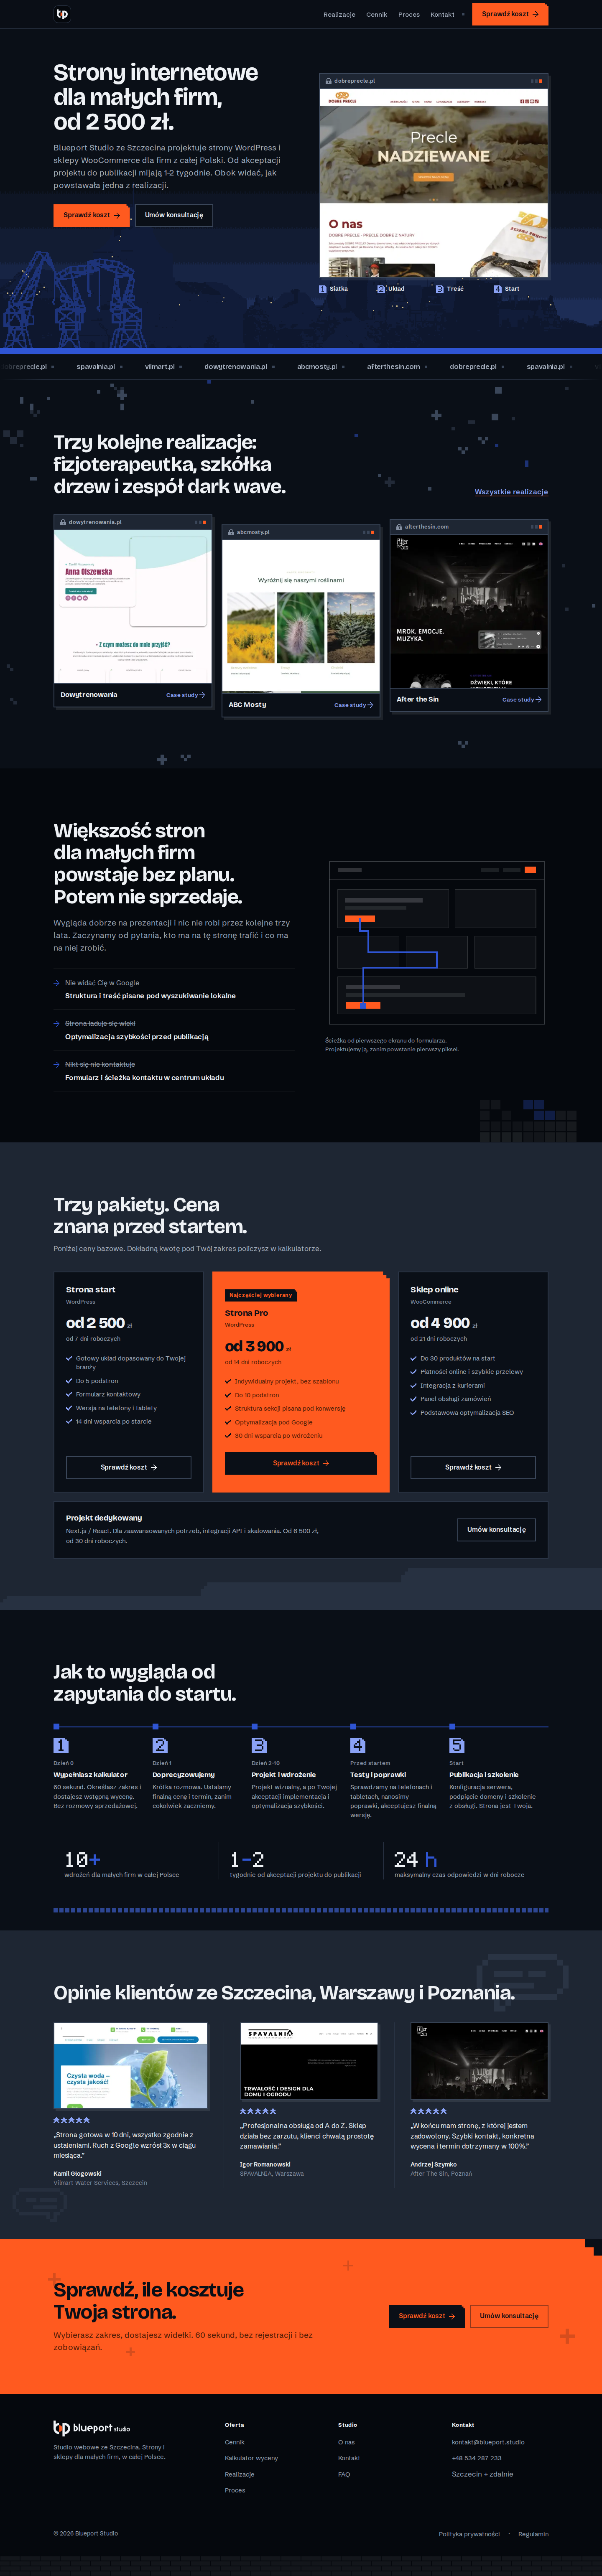 bp
Realizacje
Cennik
Proces
Kontakt
Sprawdź koszt
Strony internetowe
dla małych firm,
od 2 500 zł.
Blueport Studio ze Szczecina projektuje strony WordPress i
sklepy WooCommerce dla firm z całej Polski. Od akceptacji
projektu do publikacji mijają 1-2 tygodnie. Obok widać, jak
powstawała jedna z realizacji.
Sprawdź koszt
Umów konsultację
dobreprecle.pl
DOBRE PRECLE
Precle
NADZIEWANE
O nas
DOBRE PRECLE - PRECLE Z DUSZĄ I NATURY
1 Siatka
2 Układ
3 Treść
4 Start
dobreprecle.pl
spavalnia.pl
vilmart.pl
dowytrenowania.pl
abcmosty.pl
afterthesin.com
dobreprecle.pl
spavalnia.pl
Trzy kolejne realizacje:
fizjoterapeutka, szkółka
drzew i zespół dark wave.
Wszystkie realizacje
dowytrenowania.pl
Anna Olszewska
Z czym możesz do mnie przyjść?
Dowytrenowania
Case study
abcmosty.pl
Wyróżnij się naszymi roślinami
ABC Mosty
Case study
afterthesin.com
MROK. EMOCJE.
MUZYKA.
DŹWIĘKI, KTÓRE
After the Sin
Case study
Większość stron
dla małych firm
powstaje bez planu.
Potem nie sprzedaje.
Wygląda dobrze na prezentacji i nic nie robi przez kolejne trzy
lata. Zaczynamy od pytania, kto ma na tę stronę trafić i co ma
na niej zrobić.
Nie widać Cię w Google
Struktura i treść pisane pod wyszukiwanie lokalne
Strona ładuje się wieki
Optymalizacja szybkości przed publikacją
Nikt się nie kontaktuje
Formularz i ścieżka kontaktu w centrum układu
Ścieżka od pierwszego ekranu do formularza.
Projektujemy ją, zanim powstanie pierwszy piksel.
Trzy pakiety. Cena
znana przed startem.
Poniżej ceny bazowe. Dokładną kwotę pod Twój zakres policzysz w kalkulatorze.
Strona start
WordPress
od 2 500 zł
od 7 dni roboczych
Gotowy układ dopasowany do Twojej
branży
Do 5 podstron
Formularz kontaktowy
Wersja na telefony i tablety
14 dni wsparcia po starcie
Sprawdź koszt
Najczęściej wybierany
Strona Pro
WordPress
od 3 900 zł
od 14 dni roboczych
Indywidualny projekt, bez szablonu
Do 10 podstron
Struktura sekcji pisana pod konwersję
Optymalizacja pod Google
30 dni wsparcia po wdrożeniu
Sprawdź koszt
Sklep online
WooCommerce
od 4 900 zł
od 21 dni roboczych
Do 30 produktów na start
Płatności online i szybkie przelewy
Integracja z kurierami
Panel obsługi zamówień
Podstawowa optymalizacja SEO
Sprawdź koszt
Projekt dedykowany
Next.js / React. Dla zaawansowanych potrzeb, integracji API i skalowania. Od 6 500 zł,
od 30 dni roboczych.
Umów konsultację
Jak to wygląda od
zapytania do startu.
1
Dzień 0
Wypełniasz kalkulator
60 sekund. Określasz zakres i
dostajesz wstępną wycenę.
Bez rozmowy sprzedażowej.
2
Dzień 1
Doprecyzowujemy
Krótka rozmowa. Ustalamy
finalną cenę i termin, zanim
cokolwiek zaczniemy.
3
Dzień 2-10
Projekt i wdrożenie
Projekt wizualny, a po Twojej
akceptacji implementacja i
optymalizacja szybkości.
4
Przed startem
Testy i poprawki
Sprawdzamy na telefonach i
tabletach, nanosimy
poprawki, akceptujesz finalną
wersję.
5
Start
Publikacja i szkolenie
Konfiguracja serwera,
podpięcie domeny i szkolenie
z obsługi. Strona jest Twoja.
10+
wdrożeń dla małych firm w całej Polsce
1-2
tygodnie od akceptacji projektu do publikacji
24 h
maksymalny czas odpowiedzi w dni robocze
Opinie klientów ze Szczecina, Warszawy i Poznania.
Czysta woda –
czysta jakość!
„Strona gotowa w 10 dni, wszystko zgodnie z
ustaleniami. Ruch z Google wzrósł 3x w ciągu
miesiąca.”
Kamil Głogowski
Vilmart Water Services, Szczecin
SPAVALNIA
TRWAŁOŚĆ I DESIGN DLA
DOMU I OGRODU
„Profesjonalna obsługa od A do Z. Sklep
działa bez zarzutu, klienci chwalą prostotę
zamawiania.”
Igor Romanowski
SPAVALNIA, Warszawa
„W końcu mam stronę, z której jestem
zadowolony. Szybki kontakt, konkretna
wycena i termin dotrzymany w 100%.”
Andrzej Szymko
After The Sin, Poznań
Sprawdź, ile kosztuje
Twoja strona.
Wybierasz zakres, dostajesz widełki. 60 sekund, bez rejestracji i bez
zobowiązań.
Sprawdź koszt
Umów konsultację
bp blueport studio
Studio webowe ze Szczecina. Strony i
sklepy dla małych firm, w całej Polsce.
Oferta
Cennik
Kalkulator wyceny
Realizacje
Proces
Studio
O nas
Kontakt
FAQ
Kontakt
kontakt@blueport.studio
+48 534 287 233
Szczecin + zdalnie
© 2026 Blueport Studio
Polityka prywatności
Regulamin